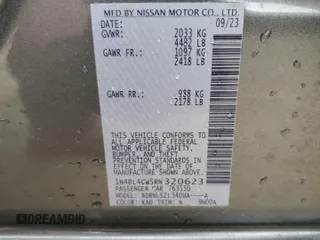 MFD BY NISSAN MOTOR CO., LTD.
DATE: 09/23
GVWR: 2033 KG
4482 LB
GAWR FR.: 1097 KG
2418 LB
GAWR RR.: 988 KG
2178 LB
THIS VEHICLE CONFORMS TO
ALL APPLICABLE FEDERAL
MOTOR VEHICLE SAFETY, BUMPER,
AND THEFT PREVENTION
STANDARDS IN EFFECT ON THE
DATE OF MANUFACTURE
SHOWN ABOVE.
1N4BL4CW5RN320623
PASSENGER CAR
MODEL:
COLOR: KAD TRIM: N
DREAMBID